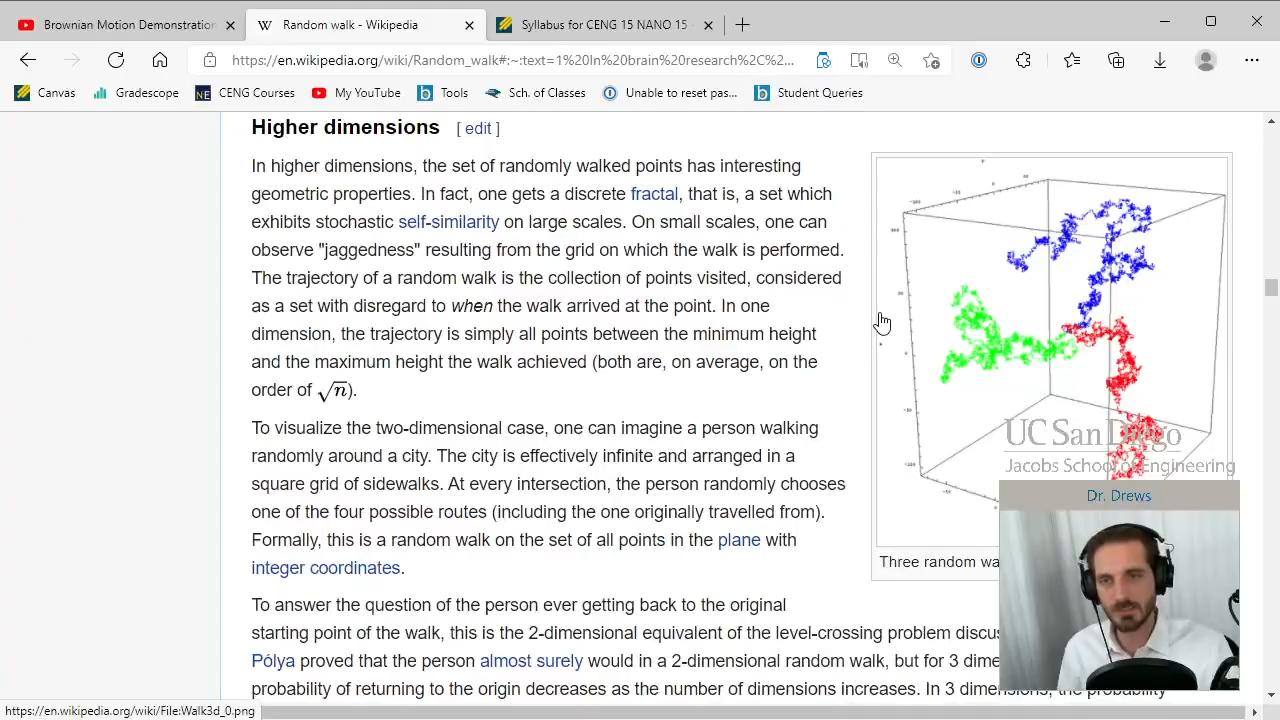 Brownian Motion Demonstration
Random walk - Wikipedia
Syllabus for CENG 15 NANO 15
https://en.wikipedia.org/wiki/Random_walk#:~:text=1%20In%20brain%20research%2C%2...
Canvas
Gradescope
CENG Courses
My YouTube
Tools
Sch. of Classes
Unable to reset pas...
Student Queries
Higher dimensions [ edit ]
In higher dimensions, the set of randomly walked points has interesting
geometric properties. In fact, one gets a discrete fractal, that is, a set which
exhibits stochastic self-similarity on large scales. On small scales, one can
observe "jaggedness" resulting from the grid on which the walk is performed.
The trajectory of a random walk is the collection of points visited, considered
as a set with disregard to when the walk arrived at the point. In one
dimension, the trajectory is simply all points between the minimum height
and the maximum height the walk achieved (both are, on average, on the
order of √n).
To visualize the two-dimensional case, one can imagine a person walking
randomly around a city. The city is effectively infinite and arranged in a
square grid of sidewalks. At every intersection, the person randomly chooses
one of the four possible routes (including the one originally travelled from).
Formally, this is a random walk on the set of all points in the plane with
integer coordinates.
To answer the question of the person ever getting back to the original
starting point of the walk, this is the 2-dimensional equivalent of the level-crossing problem
Pólya proved that the person almost surely would in a 2-dimensional random walk, but for 3
probability of returning to the origin decreases as the number of dimensions increases. In 3 dimensions, the probability
Three random
UC San Diego
Jacobs School of Engineering
Dr. Drews
https://en.wikipedia.org/wiki/File:Walk3d_0.png